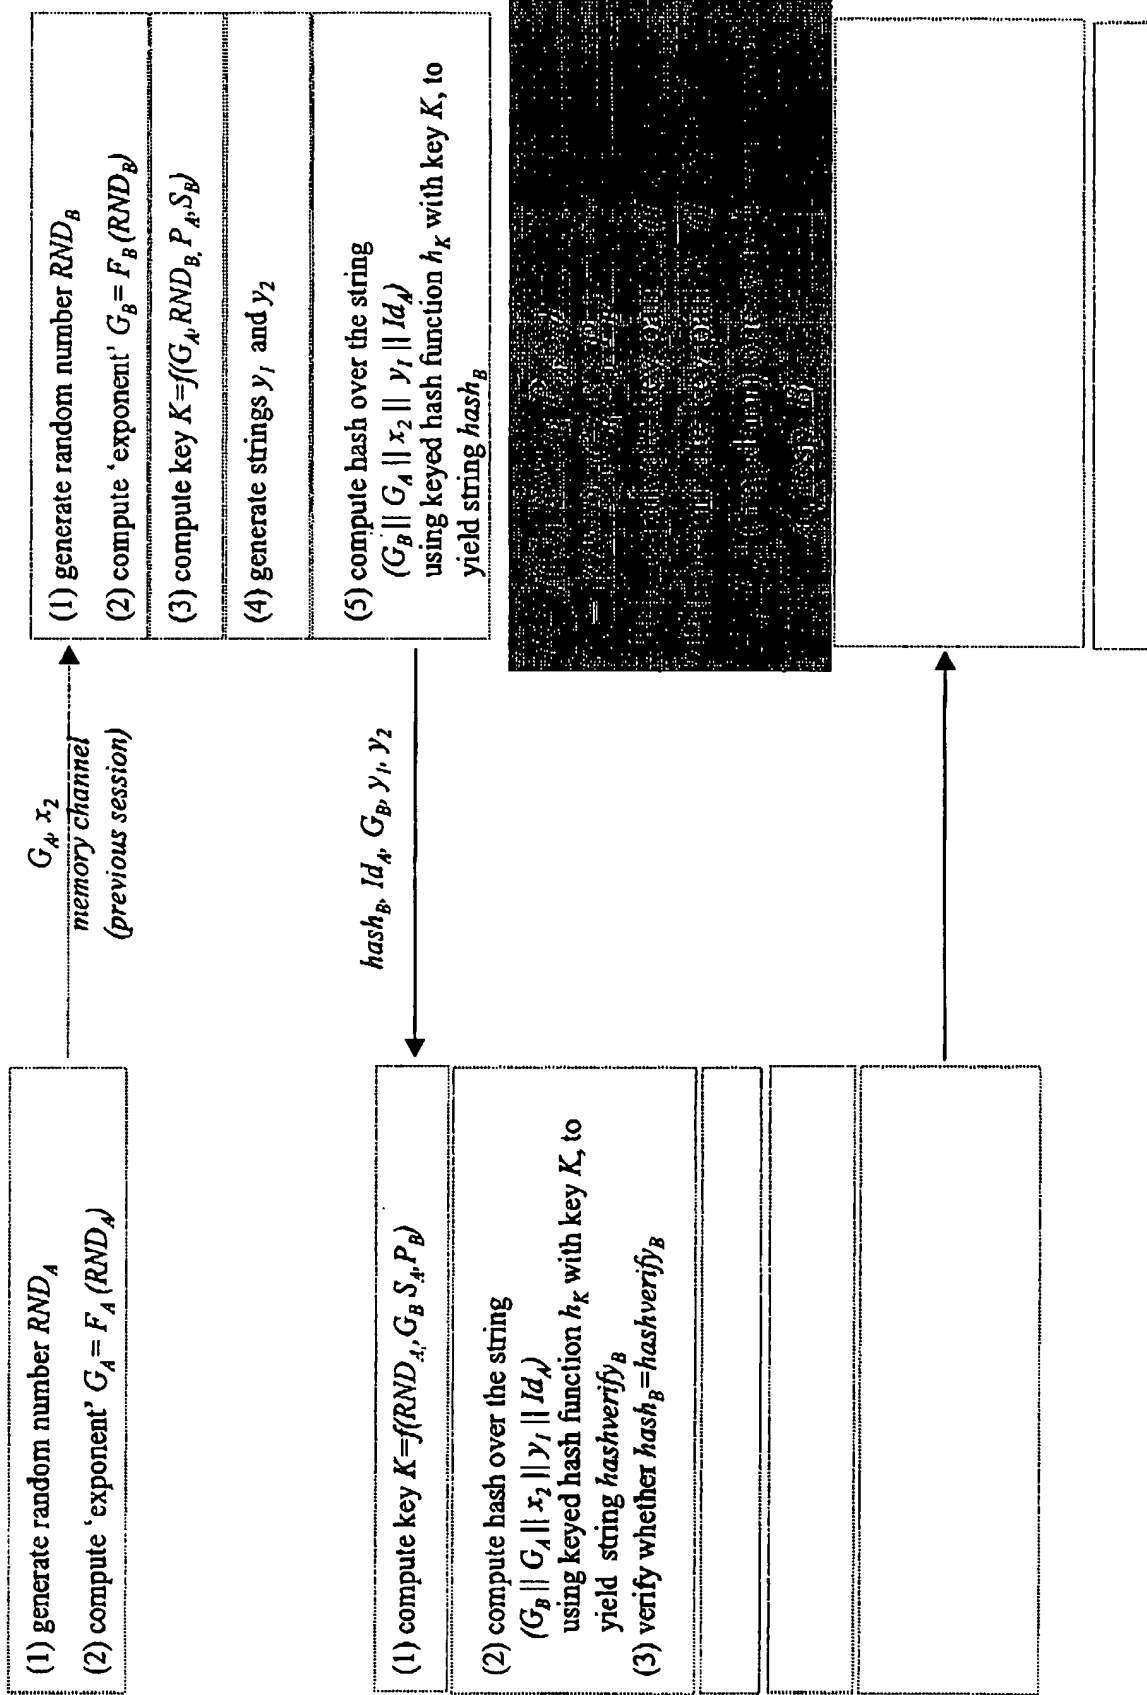 (1) generate random number RND_A
(2) compute ‘exponent’ G_A = F_A (RND_A)
G_A, x_2
memory channel
(previous session)
(1) generate random number RND_B
(2) compute ‘exponent’ G_B = F_B (RND_B)
(3) compute key K=f(G_A, RND_B, P_A, S_B)
(4) generate strings y_1 and y_2
(5) compute hash over the string
(G_B || G_A || x_2 || y_1 || Id_A)
using keyed hash function h_K with key K, to
yield string hash_B
hash_B, Id_A, G_B, y_1, y_2
(1) compute key K=f(RND_A, G_B S_A, P_B)
(2) compute hash over the string
(G_B || G_A || x_2 || y_1 || Id_A)
using keyed hash function h_K with key K, to
yield string hashverify_B
(3) verify whether hash_B=hashverify_B